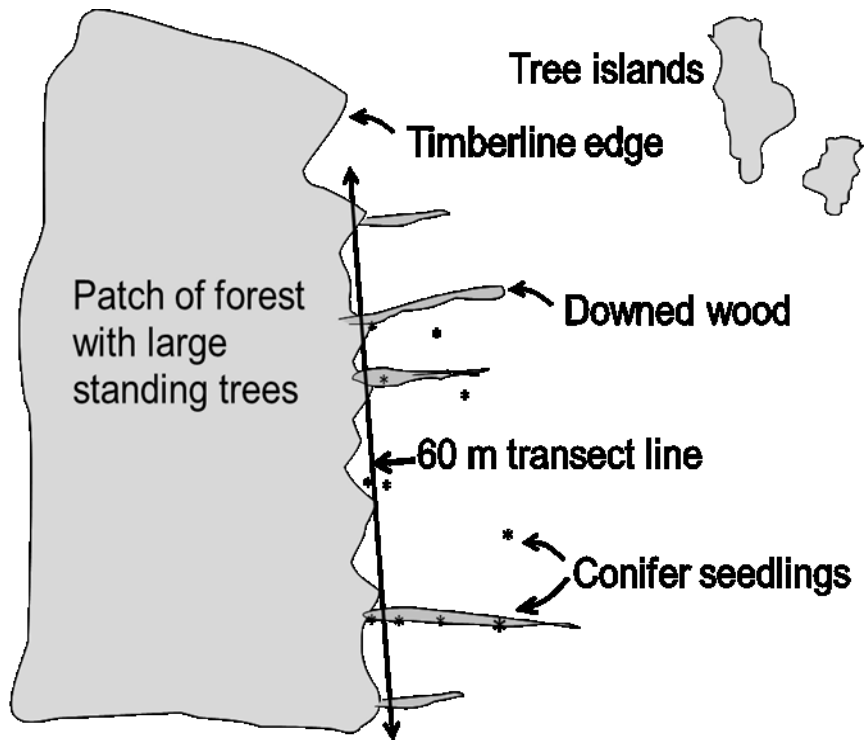 Tree islands
Timberline edge
Patch of forest
with large
standing trees
Downed wood
60 m transect line
Conifer seedlings